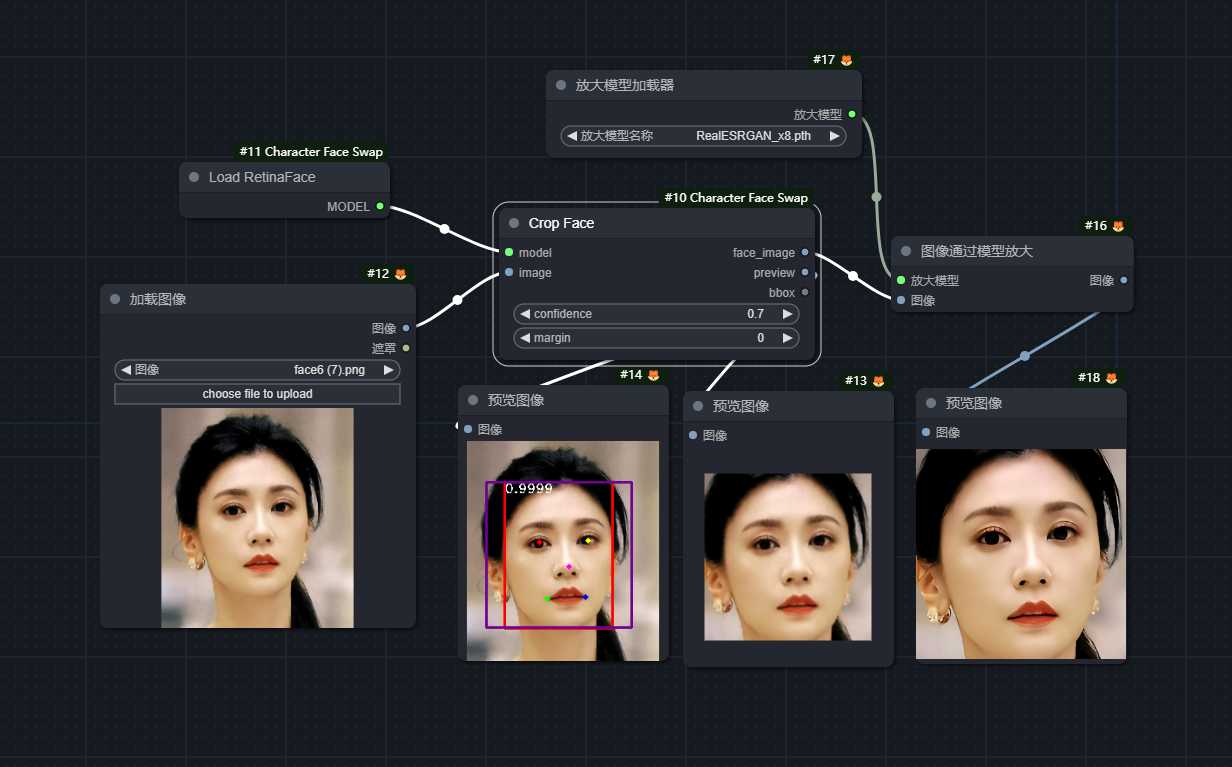 #17
放大模型加载器
放大模型
放大模型名称 RealESRGAN_x8.pth
#11 Character Face Swap
Load RetinaFace
MODEL
#10 Character Face Swap
Crop Face
model face_image
image preview
bbox
confidence 0.7
margin 0
#16
图像通过模型放大
放大模型 图像
图像
#12
加载图像
图像
遮罩
图像 face6 (7).png
choose file to upload
#14
预览图像
图像
0.9999
#13
预览图像
图像
#18
预览图像
图像